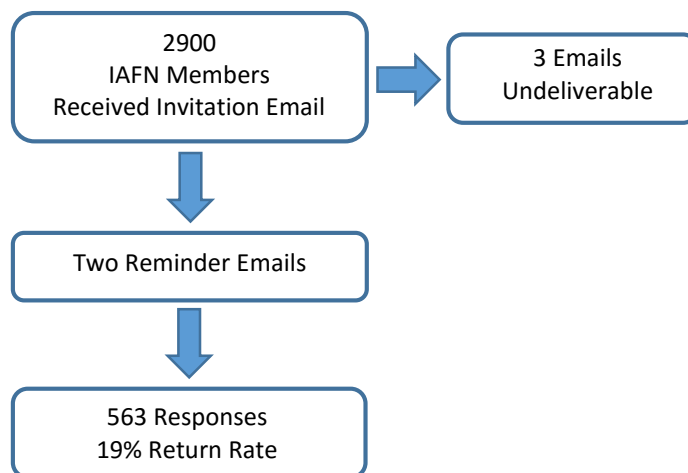 2900
IAFN Members
Received Invitation Email
3 Emails
Undeliverable
Two Reminder Emails
563 Responses
19% Return Rate